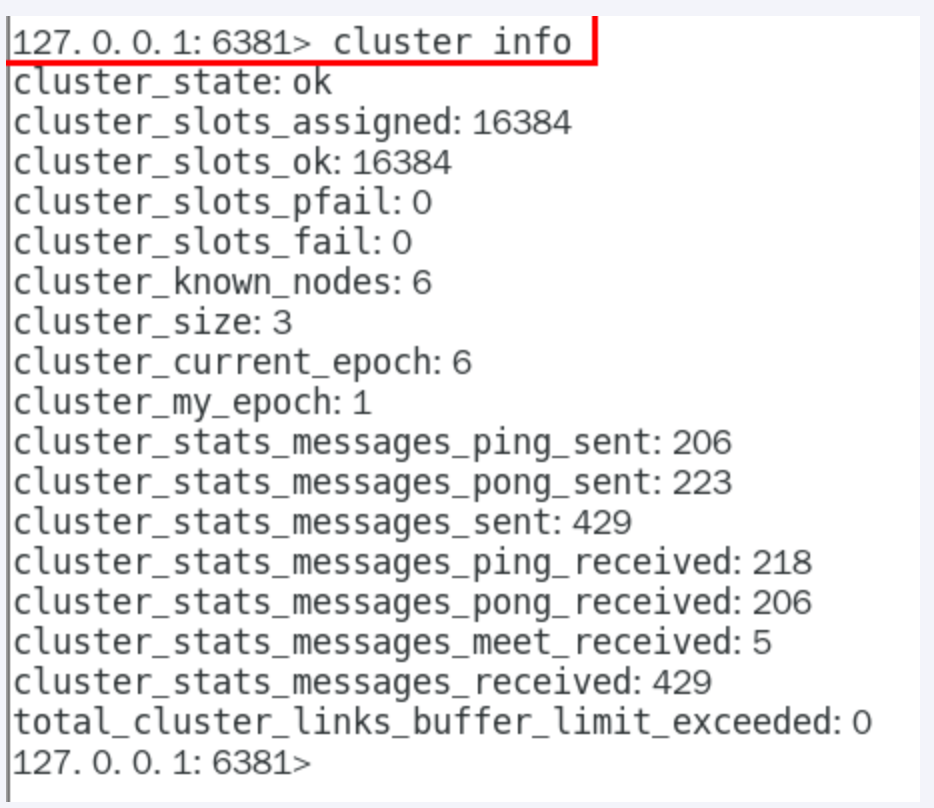 127. 0. 0. 1: 6381> cluster info
cluster_state: ok
cluster_slots_assigned: 16384
cluster_slots_ok: 16384
cluster_slots_pfail: 0
cluster_slots_fail: 0
cluster_known_nodes: 6
cluster_size: 3
cluster_current_epoch: 6
cluster_my_epoch: 1
cluster_stats_messages_ping_sent: 206
cluster_stats_messages_pong_sent: 223
cluster_stats_messages_sent: 429
cluster_stats_messages_ping_received: 218
cluster_stats_messages_pong_received: 206
cluster_stats_messages_meet_received: 5
cluster_stats_messages_received: 429
total_cluster_links_buffer_limit_exceeded: 0
127. 0. 0. 1: 6381>